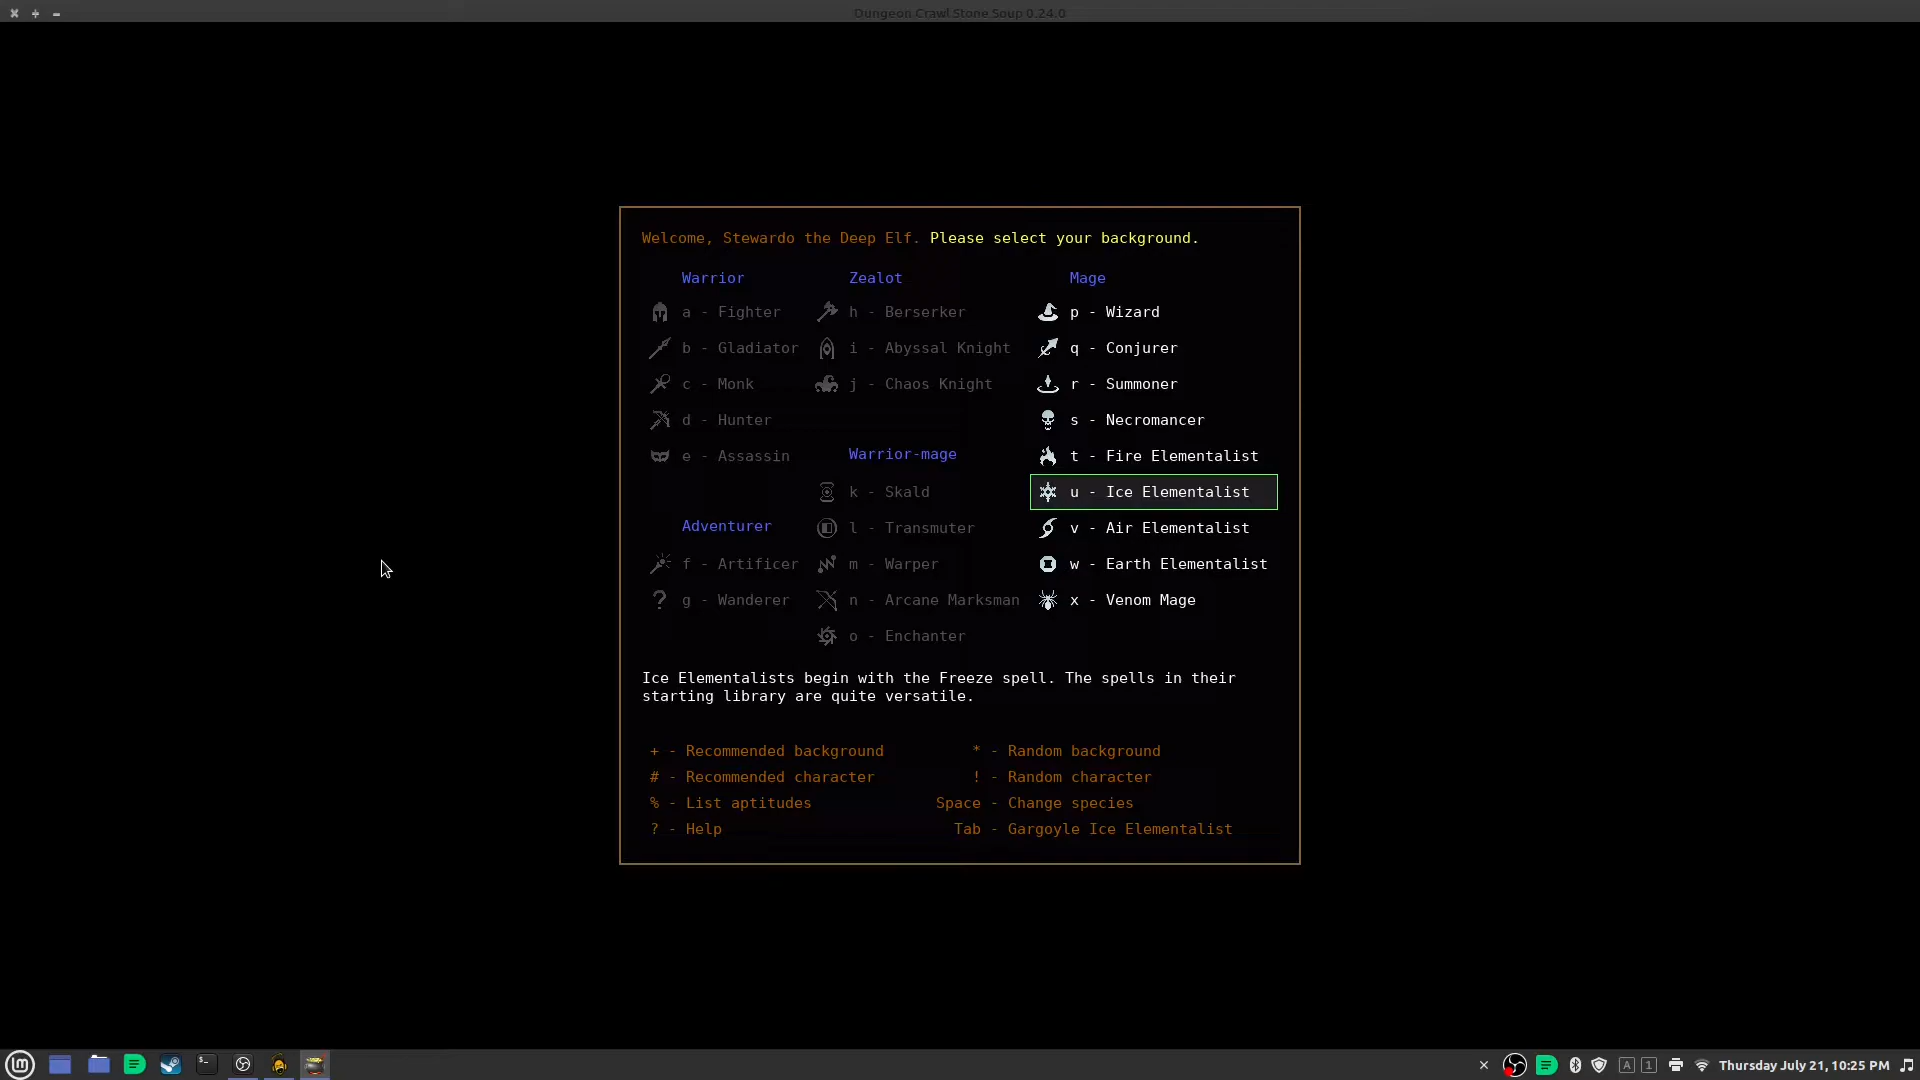 Dungeon Crawl Stone Soup 0.24.0
Welcome, Stewardo the Deep Elf. Please select your background.
Warrior
a - Fighter
b - Gladiator
c - Monk
d - Hunter
e - Assassin
Adventurer
f - Artificer
g - Wanderer
Zealot
h - Berserker
i - Abyssal Knight
j - Chaos Knight
Warrior-mage
k - Skald
l - Transmuter
m - Warper
n - Arcane Marksman
o - Enchanter
Mage
p - Wizard
q - Conjurer
r - Summoner
s - Necromancer
t - Fire Elementalist
u - Ice Elementalist
v - Air Elementalist
w - Earth Elementalist
x - Venom Mage
Ice Elementalists begin with the Freeze spell. The spells in their
starting library are quite versatile.
+ - Recommended background
# - Recommended character
% - List aptitudes
? - Help
* - Random background
! - Random character
Space - Change species
Tab - Gargoyle Ice Elementalist
A 1 Thursday July 21, 10:25 PM